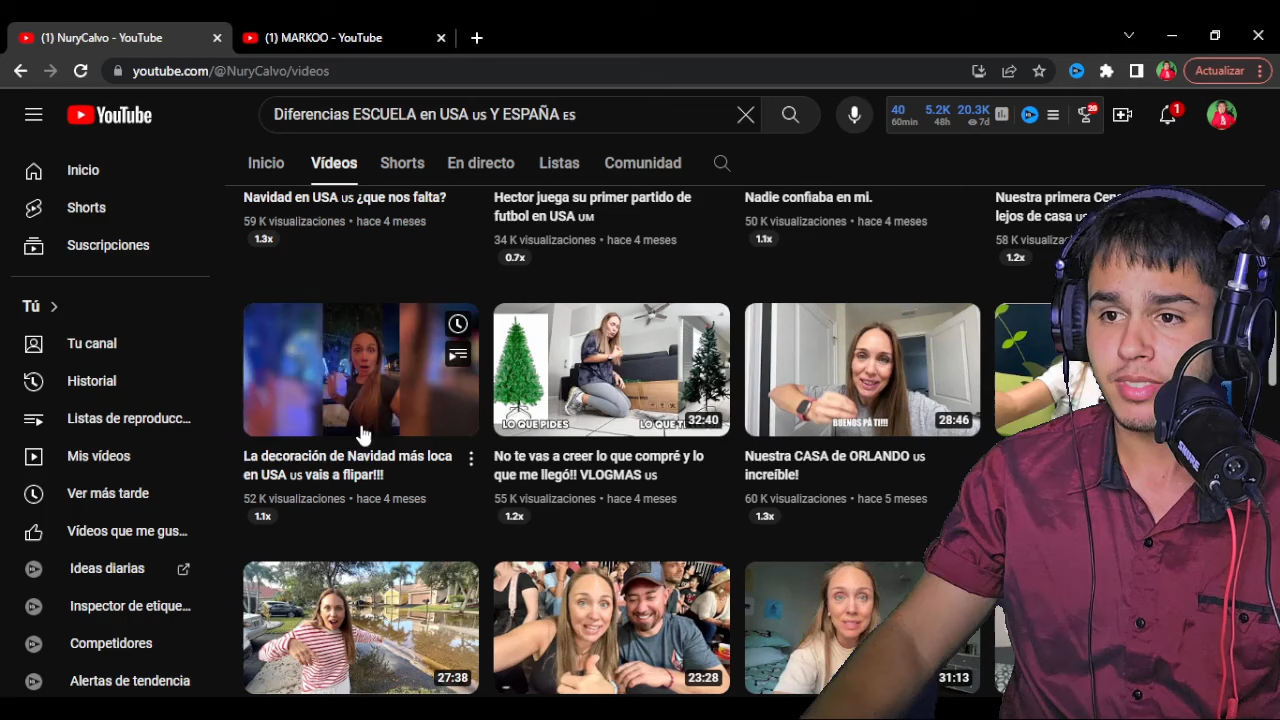 (1) NuryCalvo - YouTube
(1) MARKOO - YouTube
youtube.com/@NuryCalvo/videos
Actualizar
YouTube
Diferencias ESCUELA en USA us Y ESPAÑA ES
40 5.2K 20.3K
60min 48h 7d
20
1
Inicio Vídeos Shorts En directo Listas Comunidad
Inicio
Shorts
Suscripciones
Tú
Tu canal
Historial
Listas de reproducc...
Mis vídeos
Ver más tarde
Vídeos que me gus...
Ideas diarias
Inspector de etique...
Competidores
Alertas de tendencia
Navidad en USA us ¿que nos falta?
59 K visualizaciones • hace 4 meses
1.3x
Hector juega su primer partido de
futbol en USA UM
34 K visualizaciones • hace 4 meses
0.7x
Nadie confiaba en mi.
50 K visualizaciones • hace 4 meses
1.1x
Nuestra primera Cen
lejos de casa us
58 K visualizac
1.2x
La decoración de Navidad más loca
en USA us vais a flipar!!!
52 K visualizaciones • hace 4 meses
1.1x
LO QUE PIDES
LO QUE T
32:40
No te vas a creer lo que compré y lo
que me llegó!! VLOGMAS us
55 K visualizaciones • hace 4 meses
1.2x
BUENOS PÁ TI!!!!
28:46
Nuestra CASA de ORLANDO us
increíble!
60 K visualizaciones • hace 5 meses
1.3x
27:38
23:28
31:13
SHURE